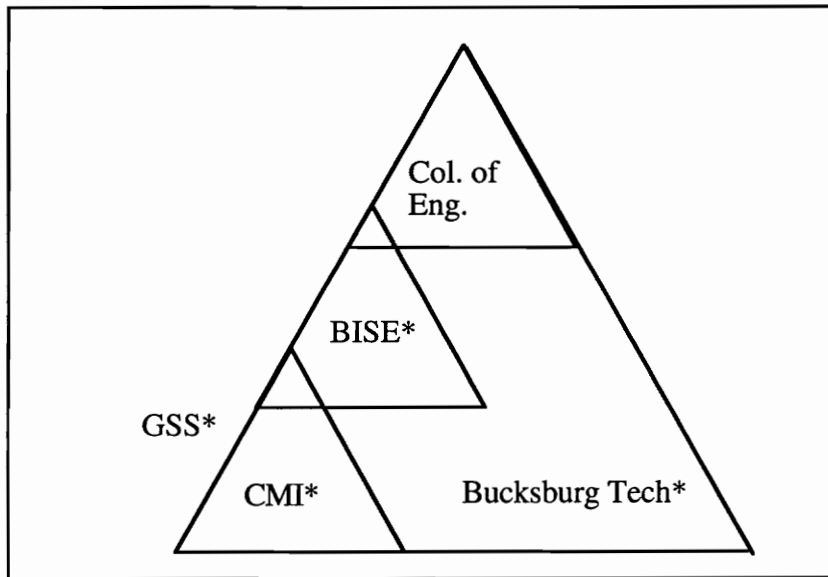 Col. of
Eng.
BISE*
GSS*
CMI*
Bucksburg Tech*